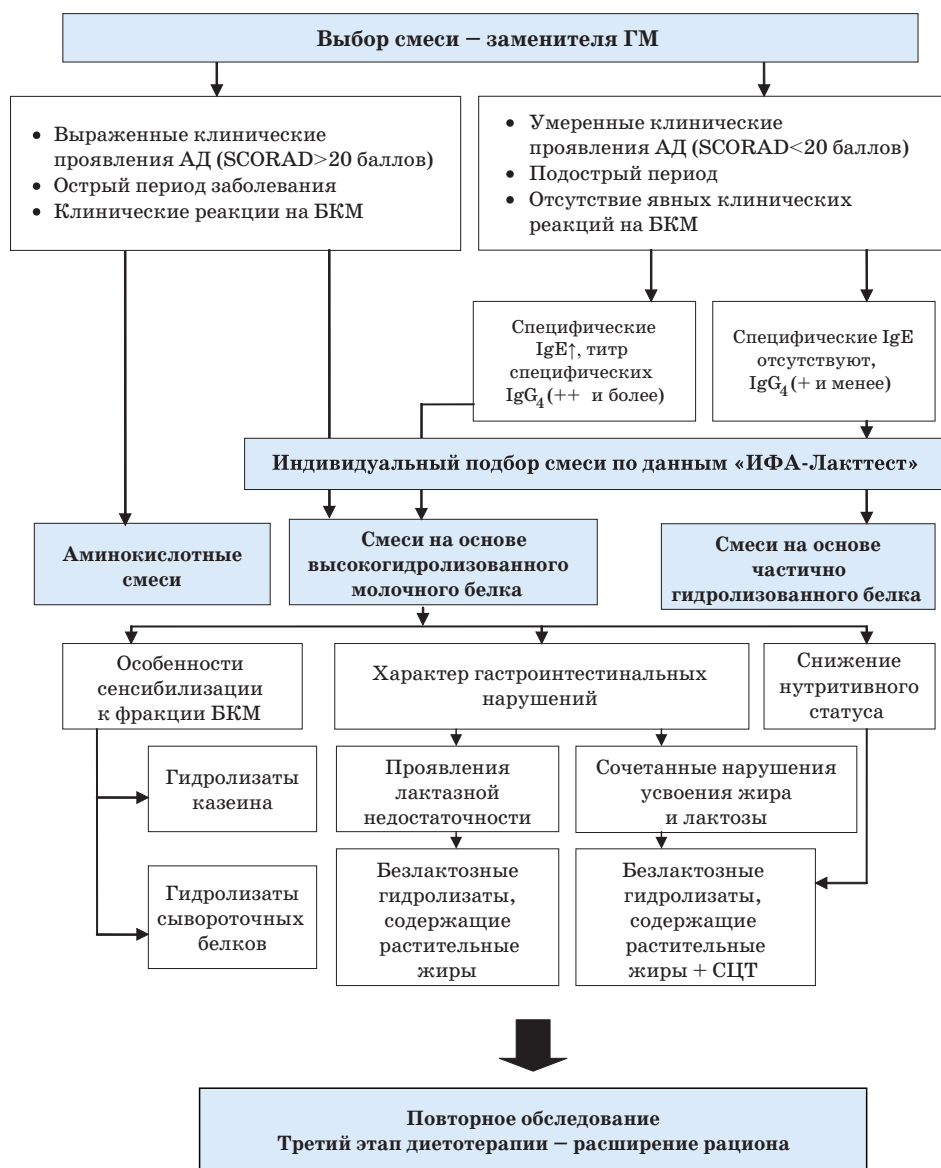 Выбор смеси – заменителя ГМ
• Выраженные клинические
проявления АД (SCORAD>20 баллов)
• Острый период заболевания
• Клинические реакции на БКМ
• Умеренные клинические
проявления АД (SCORAD<20 баллов)
• Подострый период
• Отсутствие явных клинических
реакций на БКМ
Специфические
IgE↑, титр
специфических
IgG₄(++ и более)
Специфические IgE
отсутствуют,
IgG₄(+ и менее)
Индивидуальный подбор смеси по данным «ИФА-Лакттест»
Аминокислотные
смеси
Смеси на основе
высокогидролизованного
молочного белка
Смеси на основе
частично
гидролизованного белка
Особенности
сенсибилизации
к фракции БКМ
Характер гастроинтестинальных
нарушений
Снижение
нутритивного
статуса
Гидролизаты
казеина
Проявления
лактазной
недостаточности
Сочетанные нарушения
усвоения жира
и лактозы
Гидролизаты
сывороточных
белков
Безлактозные
гидролизаты,
содержащие
растительные
жиры
Безлактозные
гидролизаты,
содержащие
растительные
жиры + СЦТ
Повторное обследование
Третий этап диетотерапии – расширение рациона